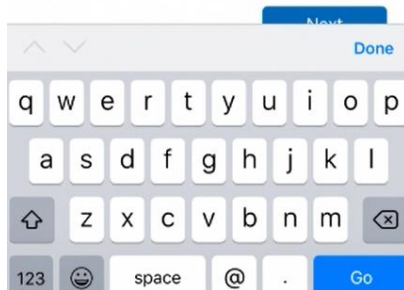 Next
Done
q w e r t y u i o p
a s d f g h j k l
z x c v b n m
123 space @ . Go